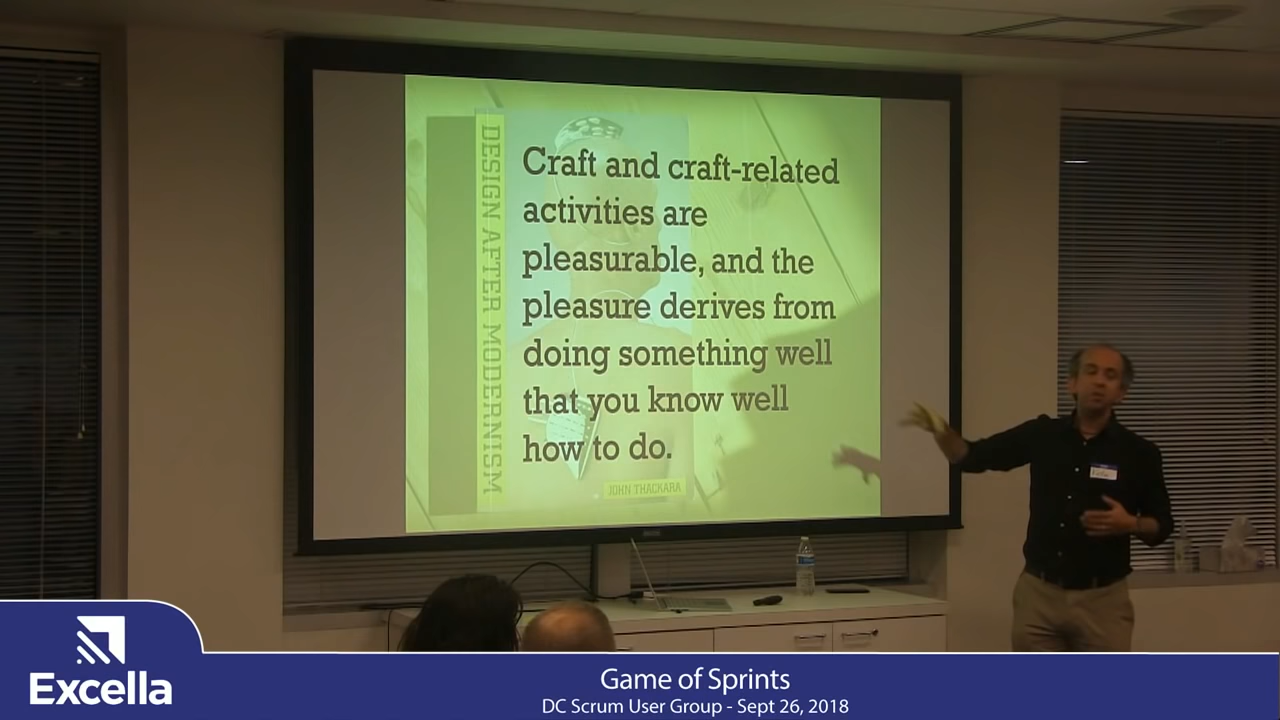 DESIGN AFTER MODERNISM
Craft and craft-related
activities are
pleasurable, and the
pleasure derives from
doing something well
that you know well
how to do.
JOHN THACKARA
Excella
Game of Sprints
DC Scrum User Group - Sept 26, 2018